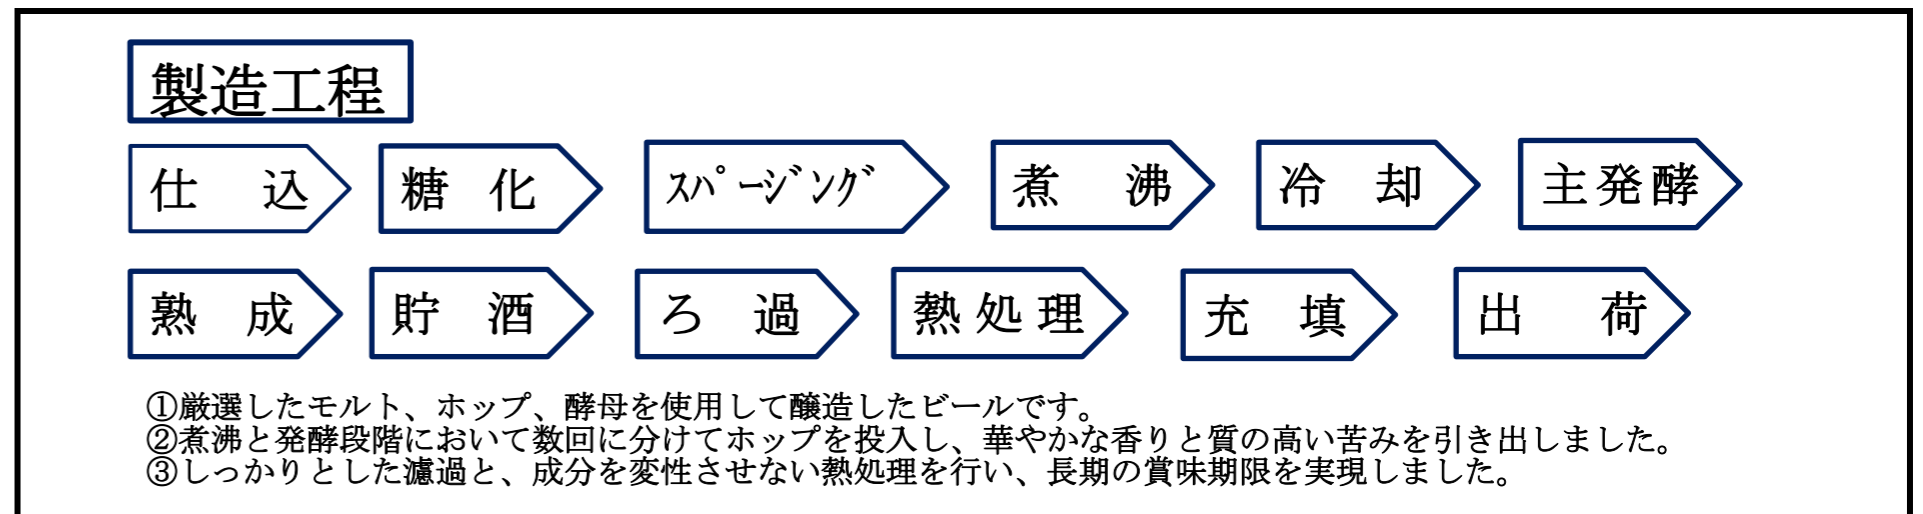 製造工程
仕込 糖化 ｽﾊﾟｰｼﾞﾝｸﾞ 煮沸 冷却 主発酵
熟成 貯酒 ろ過 熱処理 充填 出荷
①厳選したモルト、ホップ、酵母を使用して醸造したビールです。
②煮沸と発酵段階において数回に分けてホップを投入し、華やかな香りと質の高い苦みを引き出しました。
③しっかりとした濾過と、成分を変性させない熱処理を行い、長期の賞味期限を実現しました。